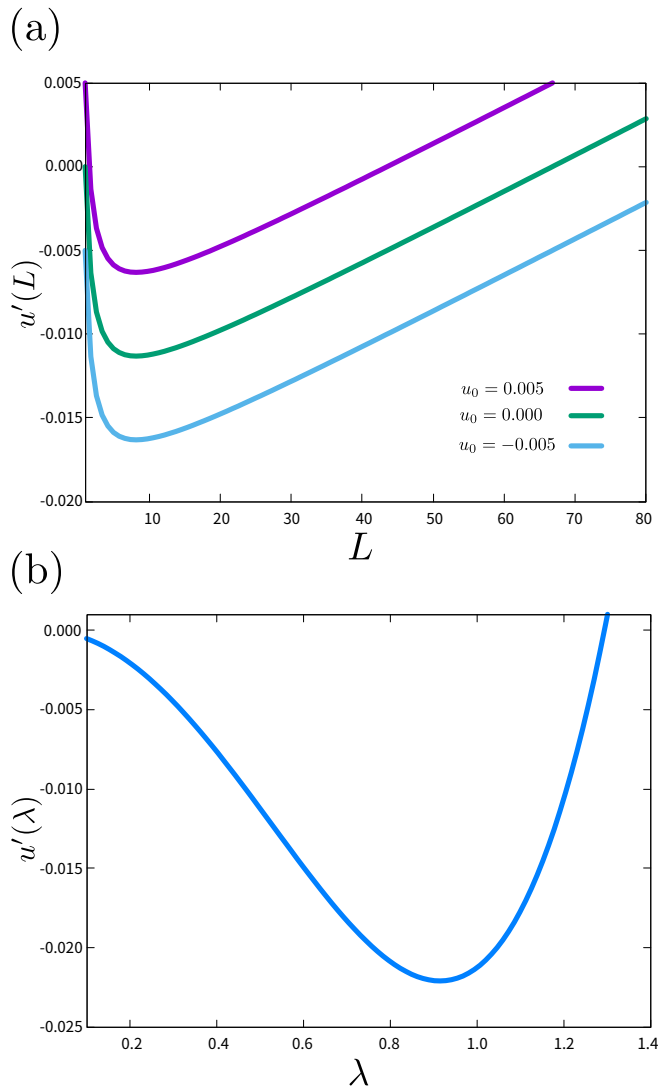 (a)
0.005
0.000
-0.005
-0.010
-0.015
-0.020
u′(L)
u₀ = 0.005
u₀ = 0.000
u₀ = −0.005
10 20 30 40 50 60 70 80
L
(b)
0.000
-0.005
-0.010
-0.015
-0.020
-0.025
u′(λ)
0.2 0.4 0.6 0.8 1.0 1.2 1.4
λ